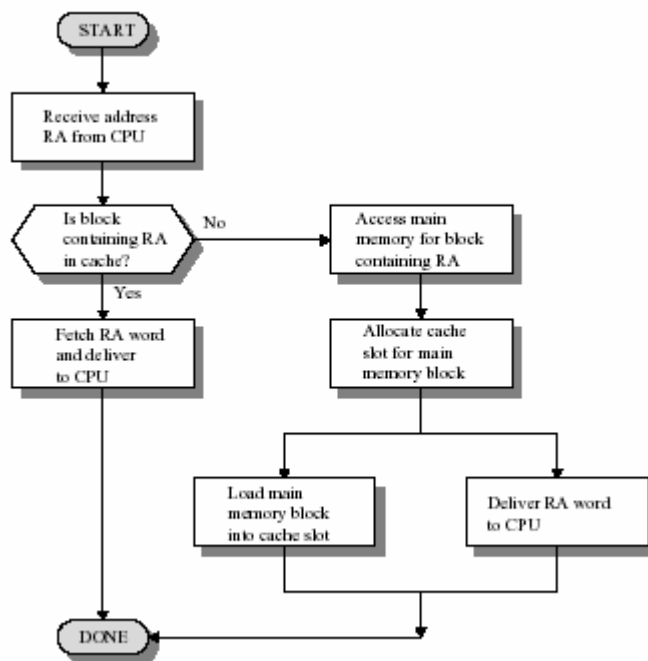 START
Receive address
RA from CPU
Is block
containing RA
in cache?
No
Access main
memory for block
containing RA
Yes
Fetch RA word
and deliver
to CPU
Allocate cache
slot for main
memory block
Load main
memory block
into cache slot
Deliver RA word
to CPU
DONE